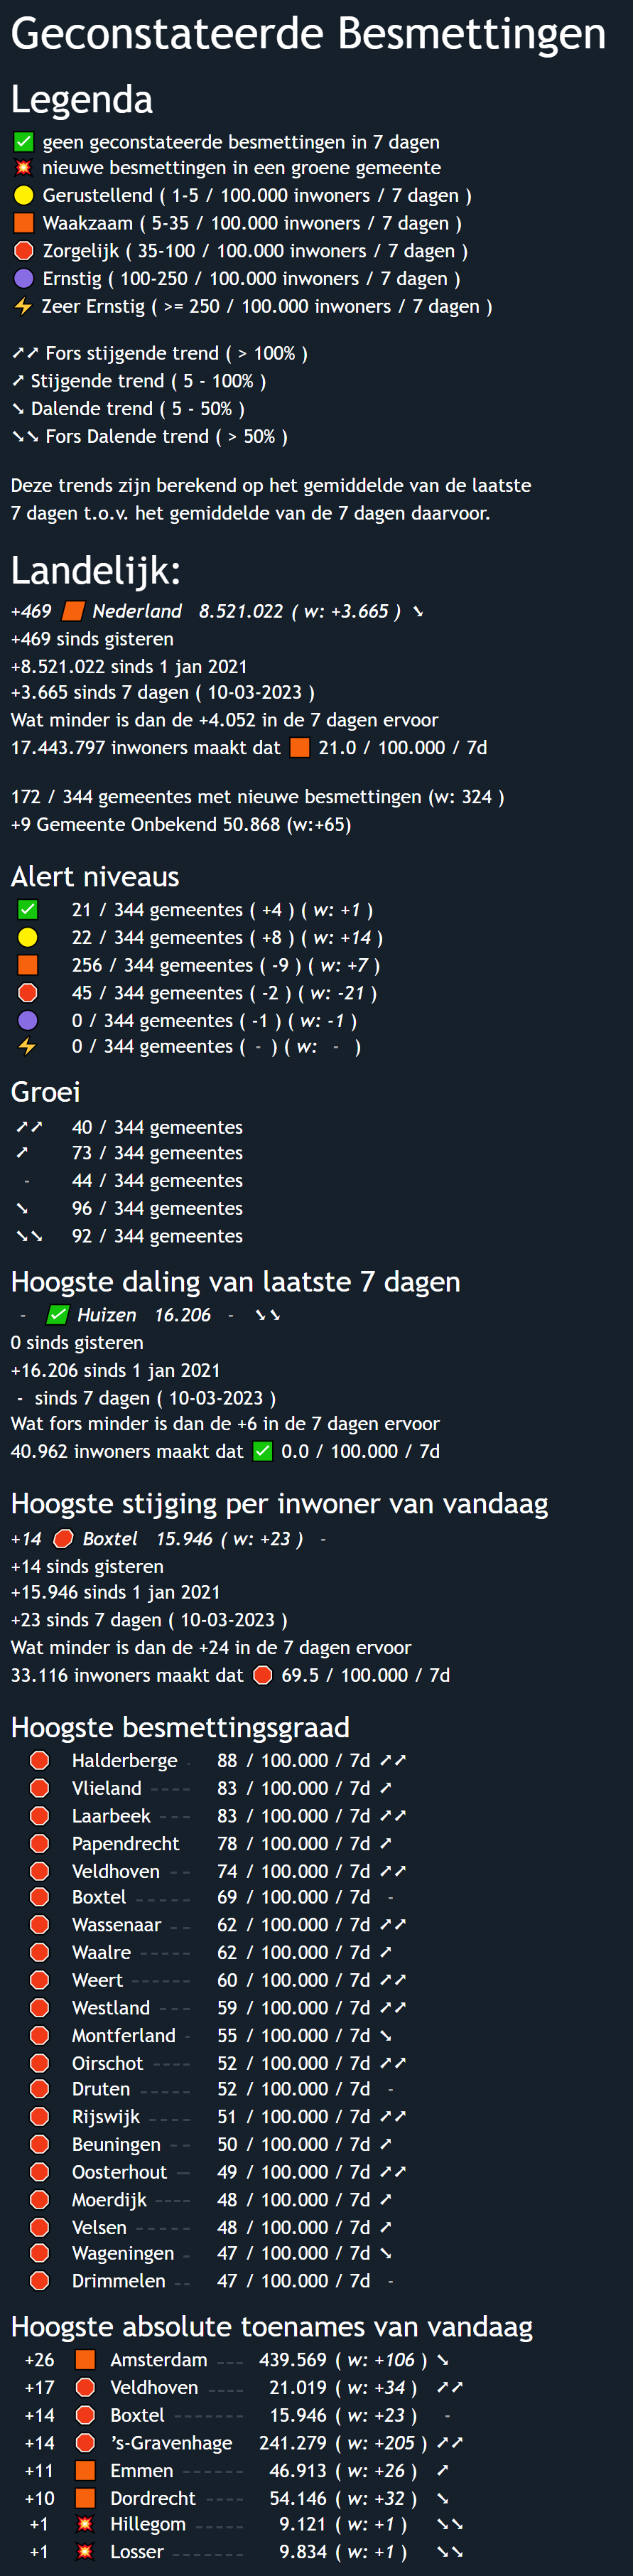 Geconstateerde Besmettingen
Legenda
✅ geen geconstateerde besmettingen in 7 dagen
💥 nieuwe besmettingen in een groene gemeente
🟡 Gerustellend ( 1-5 / 100.000 inwoners / 7 dagen )
🟧 Waakzaam ( 5-35 / 100.000 inwoners / 7 dagen )
🛑 Zorgelijk ( 35-100 / 100.000 inwoners / 7 dagen )
🟣 Ernstig ( 100-250 / 100.000 inwoners / 7 dagen )
⚡ Zeer Ernstig ( >= 250 / 100.000 inwoners / 7 dagen )
➚➚ Fors stijgende trend ( > 100% )
➚ Stijgende trend ( 5 - 100% )
➘ Dalende trend ( 5 - 50% )
➘➘ Fors Dalende trend ( > 50% )
Deze trends zijn berekend op het gemiddelde van de laatste
7 dagen t.o.v. het gemiddelde van de 7 dagen daarvoor.
Landelijk:
+469 🟧 Nederland 8.521.022 ( w: +3.665 ) ➘
+469 sinds gisteren
+8.521.022 sinds 1 jan 2021
+3.665 sinds 7 dagen ( 10-03-2023 )
Wat minder is dan de +4.052 in de 7 dagen ervoor
17.443.797 inwoners maakt dat 🟧 21.0 / 100.000 / 7d
172 / 344 gemeentes met nieuwe besmettingen (w: 324 )
+9 Gemeente Onbekend 50.868 (w:+65)
Alert niveaus
✅ 21 / 344 gemeentes ( +4 ) ( w: +1 )
🟡 22 / 344 gemeentes ( +8 ) ( w: +14 )
🟧 256 / 344 gemeentes ( -9 ) ( w: +7 )
🛑 45 / 344 gemeentes ( -2 ) ( w: -21 )
🟣 0 / 344 gemeentes ( -1 ) ( w: -1 )
⚡ 0 / 344 gemeentes ( - ) ( w: - )
Groei
➚➚ 40 / 344 gemeentes
➚ 73 / 344 gemeentes
- 44 / 344 gemeentes
➘ 96 / 344 gemeentes
➘➘ 92 / 344 gemeentes
Hoogste daling van laatste 7 dagen
- ✅ Huizen 16.206 - ➘➘
0 sinds gisteren
+16.206 sinds 1 jan 2021
- sinds 7 dagen ( 10-03-2023 )
Wat fors minder is dan de +6 in de 7 dagen ervoor
40.962 inwoners maakt dat ✅ 0.0 / 100.000 / 7d
Hoogste stijging per inwoner van vandaag
+14 🛑 Boxtel 15.946 ( w: +23 ) -
+14 sinds gisteren
+15.946 sinds 1 jan 2021
+23 sinds 7 dagen ( 10-03-2023 )
Wat minder is dan de +24 in de 7 dagen ervoor
33.116 inwoners maakt dat 🛑 69.5 / 100.000 / 7d
Hoogste besmettingsgraad
🛑 Halderberge - 88 / 100.000 / 7d ➚➚
🛑 Vlieland ---- 83 / 100.000 / 7d ➚
🛑 Laarbeek --- 83 / 100.000 / 7d ➚➚
🛑 Papendrecht 78 / 100.000 / 7d ➚
🛑 Veldhoven -- 74 / 100.000 / 7d ➚➚
🛑 Boxtel ----- 69 / 100.000 / 7d -
🛑 Wassenaar -- 62 / 100.000 / 7d ➚➚
🛑 Waalre ----- 62 / 100.000 / 7d ➚
🛑 Weert ------ 60 / 100.000 / 7d ➚➚
🛑 Westland --- 59 / 100.000 / 7d ➚➚
🛑 Montferland - 55 / 100.000 / 7d ➘
🛑 Oirschot ---- 52 / 100.000 / 7d ➚➚
🛑 Druten ----- 52 / 100.000 / 7d -
🛑 Rijswijk ---- 51 / 100.000 / 7d ➚➚
🛑 Beuningen -- 50 / 100.000 / 7d ➚
🛑 Oosterhout -- 49 / 100.000 / 7d ➚➚
🛑 Moerdijk ---- 48 / 100.000 / 7d ➚
🛑 Velsen ----- 48 / 100.000 / 7d ➚
🛑 Wageningen - 47 / 100.000 / 7d ➘
🛑 Drimmelen -- 47 / 100.000 / 7d -
Hoogste absolute toenames van vandaag
+26 🟧 Amsterdam --- 439.569 ( w: +106 ) ➘
+17 🛑 Veldhoven ---- 21.019 ( w: +34 ) ➚➚
+14 🛑 Boxtel ------- 15.946 ( w: +23 ) -
+14 🛑 's-Gravenhage 241.279 ( w: +205 ) ➚➚
+11 🟧 Emmen ------ 46.913 ( w: +26 ) ➚
+10 🟧 Dordrecht ---- 54.146 ( w: +32 ) ➘
+1 💥 Hillegom ----- 9.121 ( w: +1 ) ➘➘
+1 💥 Losser ------- 9.834 ( w: +1 ) ➘➘